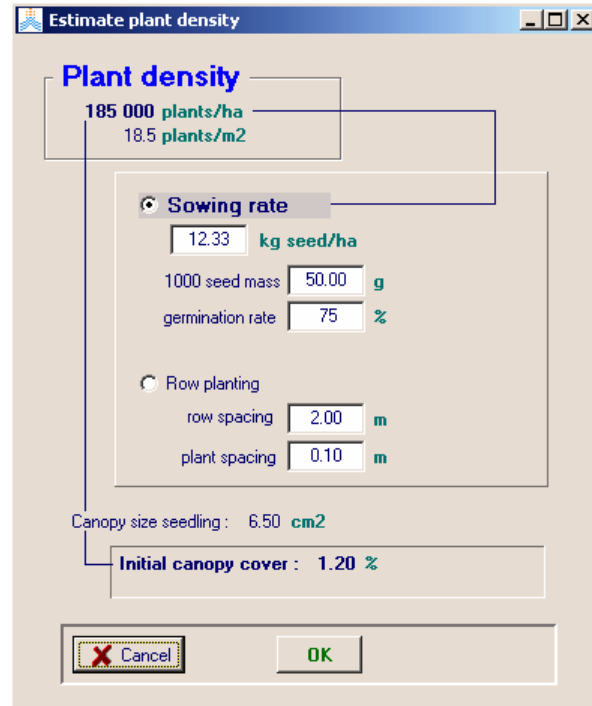 Estimate plant density
Plant density
185 000 plants/ha
18.5 plants/m2
Sowing rate
12.33 kg seed/ha
1000 seed mass 50.00 g
germination rate 75 %
Row planting
row spacing 2.00 m
plant spacing 0.10 m
Canopy size seedling : 6.50 cm2
Initial canopy cover : 1.20 %
Cancel OK